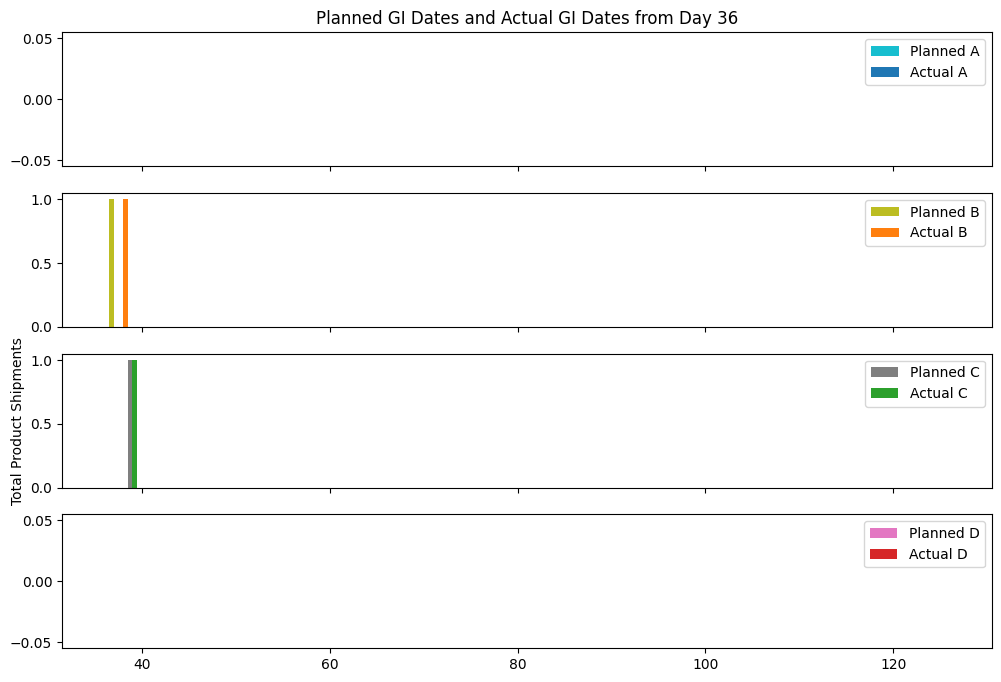 Planned GI Dates and Actual GI Dates from Day 36
0.05
0.00
−0.05
Planned A
Actual A
1.0
0.5
0.0
Planned B
Actual B
Total Product Shipments
1.0
0.5
0.0
Planned C
Actual C
0.05
0.00
−0.05
Planned D
Actual D
40 60 80 100 120